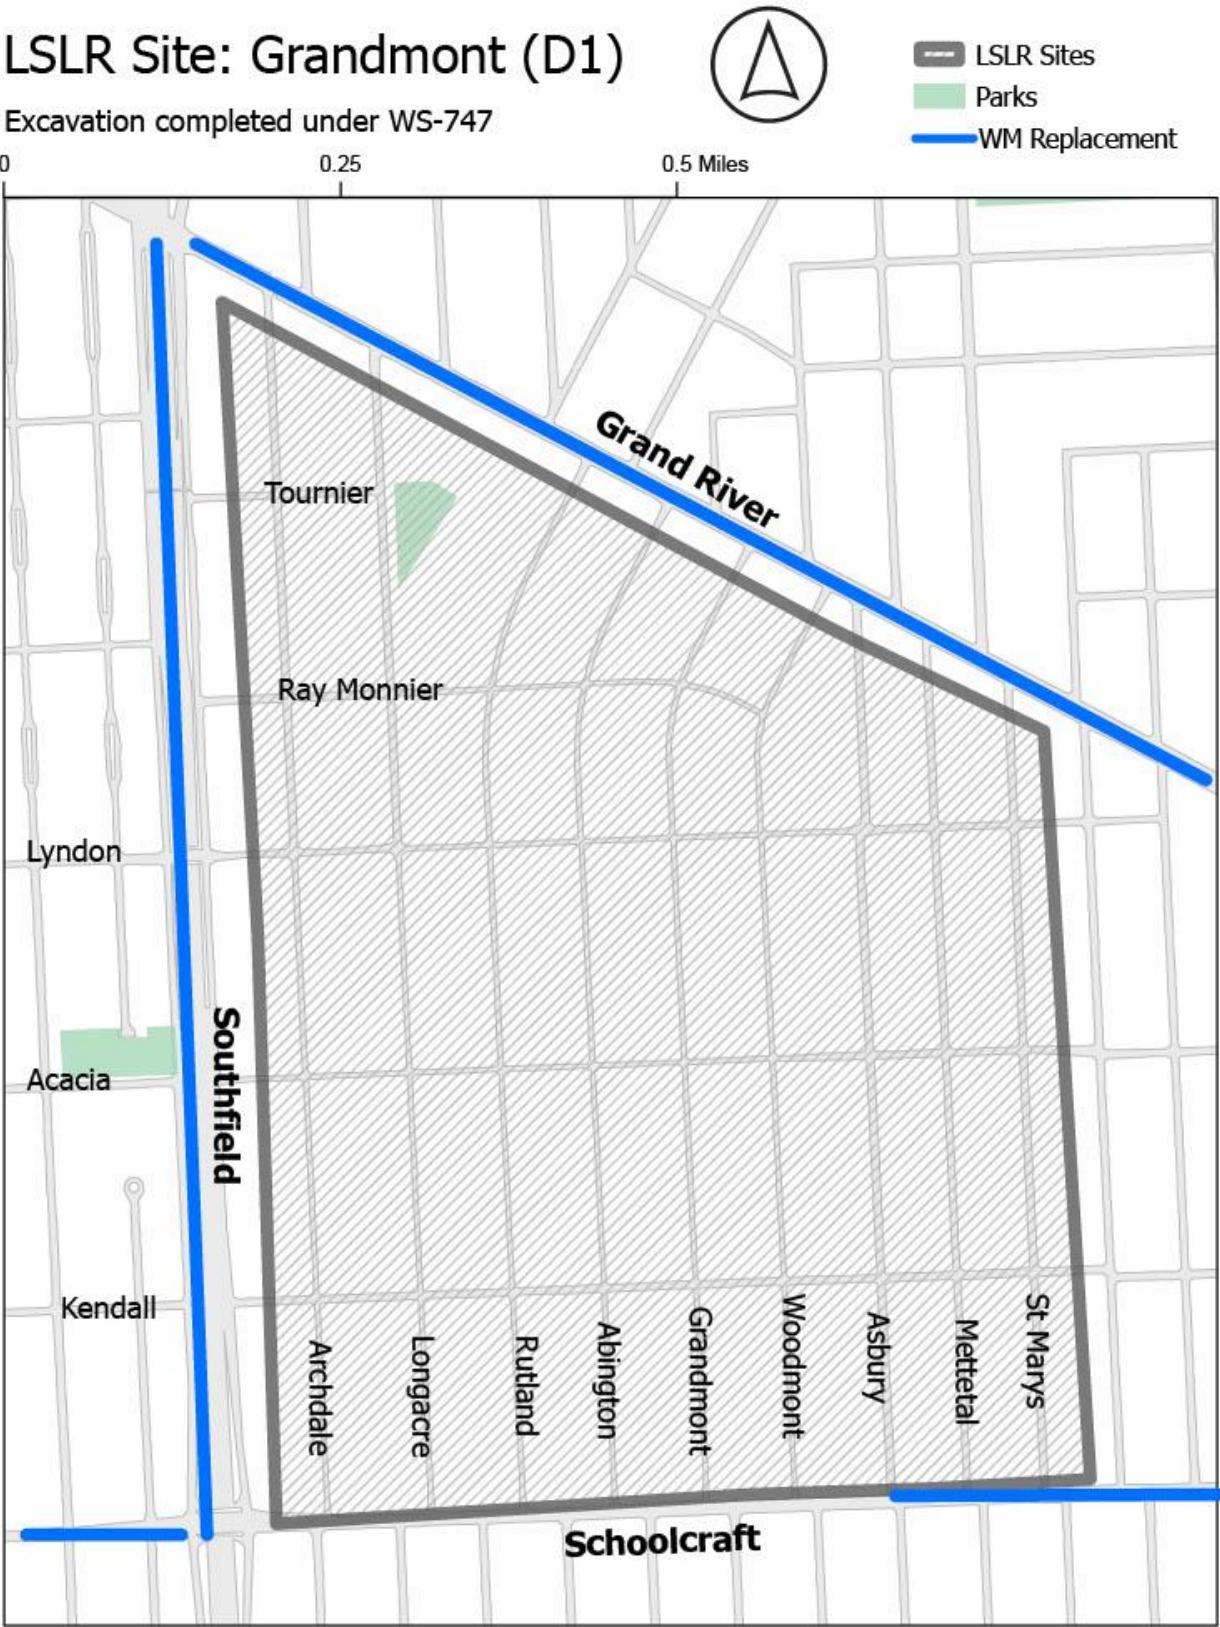 LSLR Site: Grandmont (D1)
Excavation completed under WS-747
LSLR Sites
Parks
WM Replacement
0 0.25 0.5 Miles
Grand River
Tournier
Ray Monnier
Lyndon
Southfield
Acacia
Kendall
Archdale
Longacre
Rutland
Abington
Grandmont
Woodmont
Asbury
Mettetal
St Marys
Schoolcraft